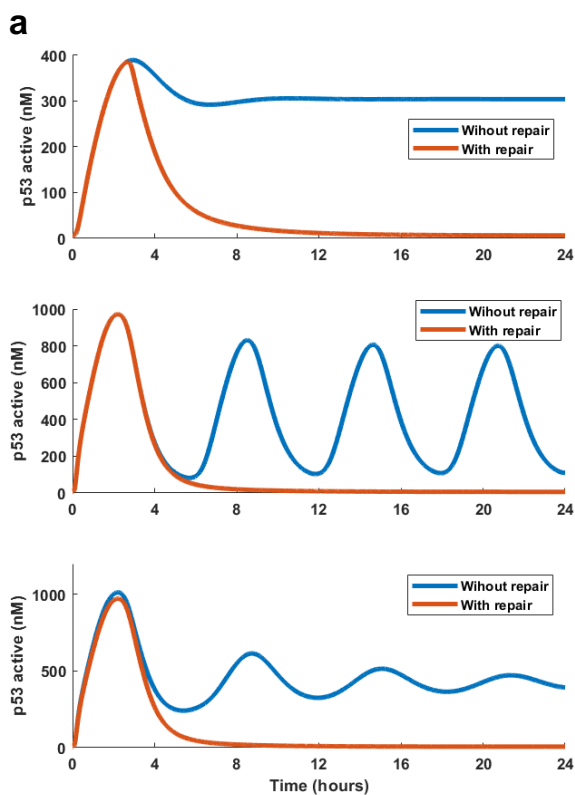 a
400
300
200
100
0
p53 active (nM)
Wihout repair
With repair
0 4 8 12 16 20 24
1000
800
600
400
200
0
p53 active (nM)
Wihout repair
With repair
0 4 8 12 16 20 24
1000
500
0
p53 active (nM)
Wihout repair
With repair
0 4 8 12 16 20 24
Time (hours)